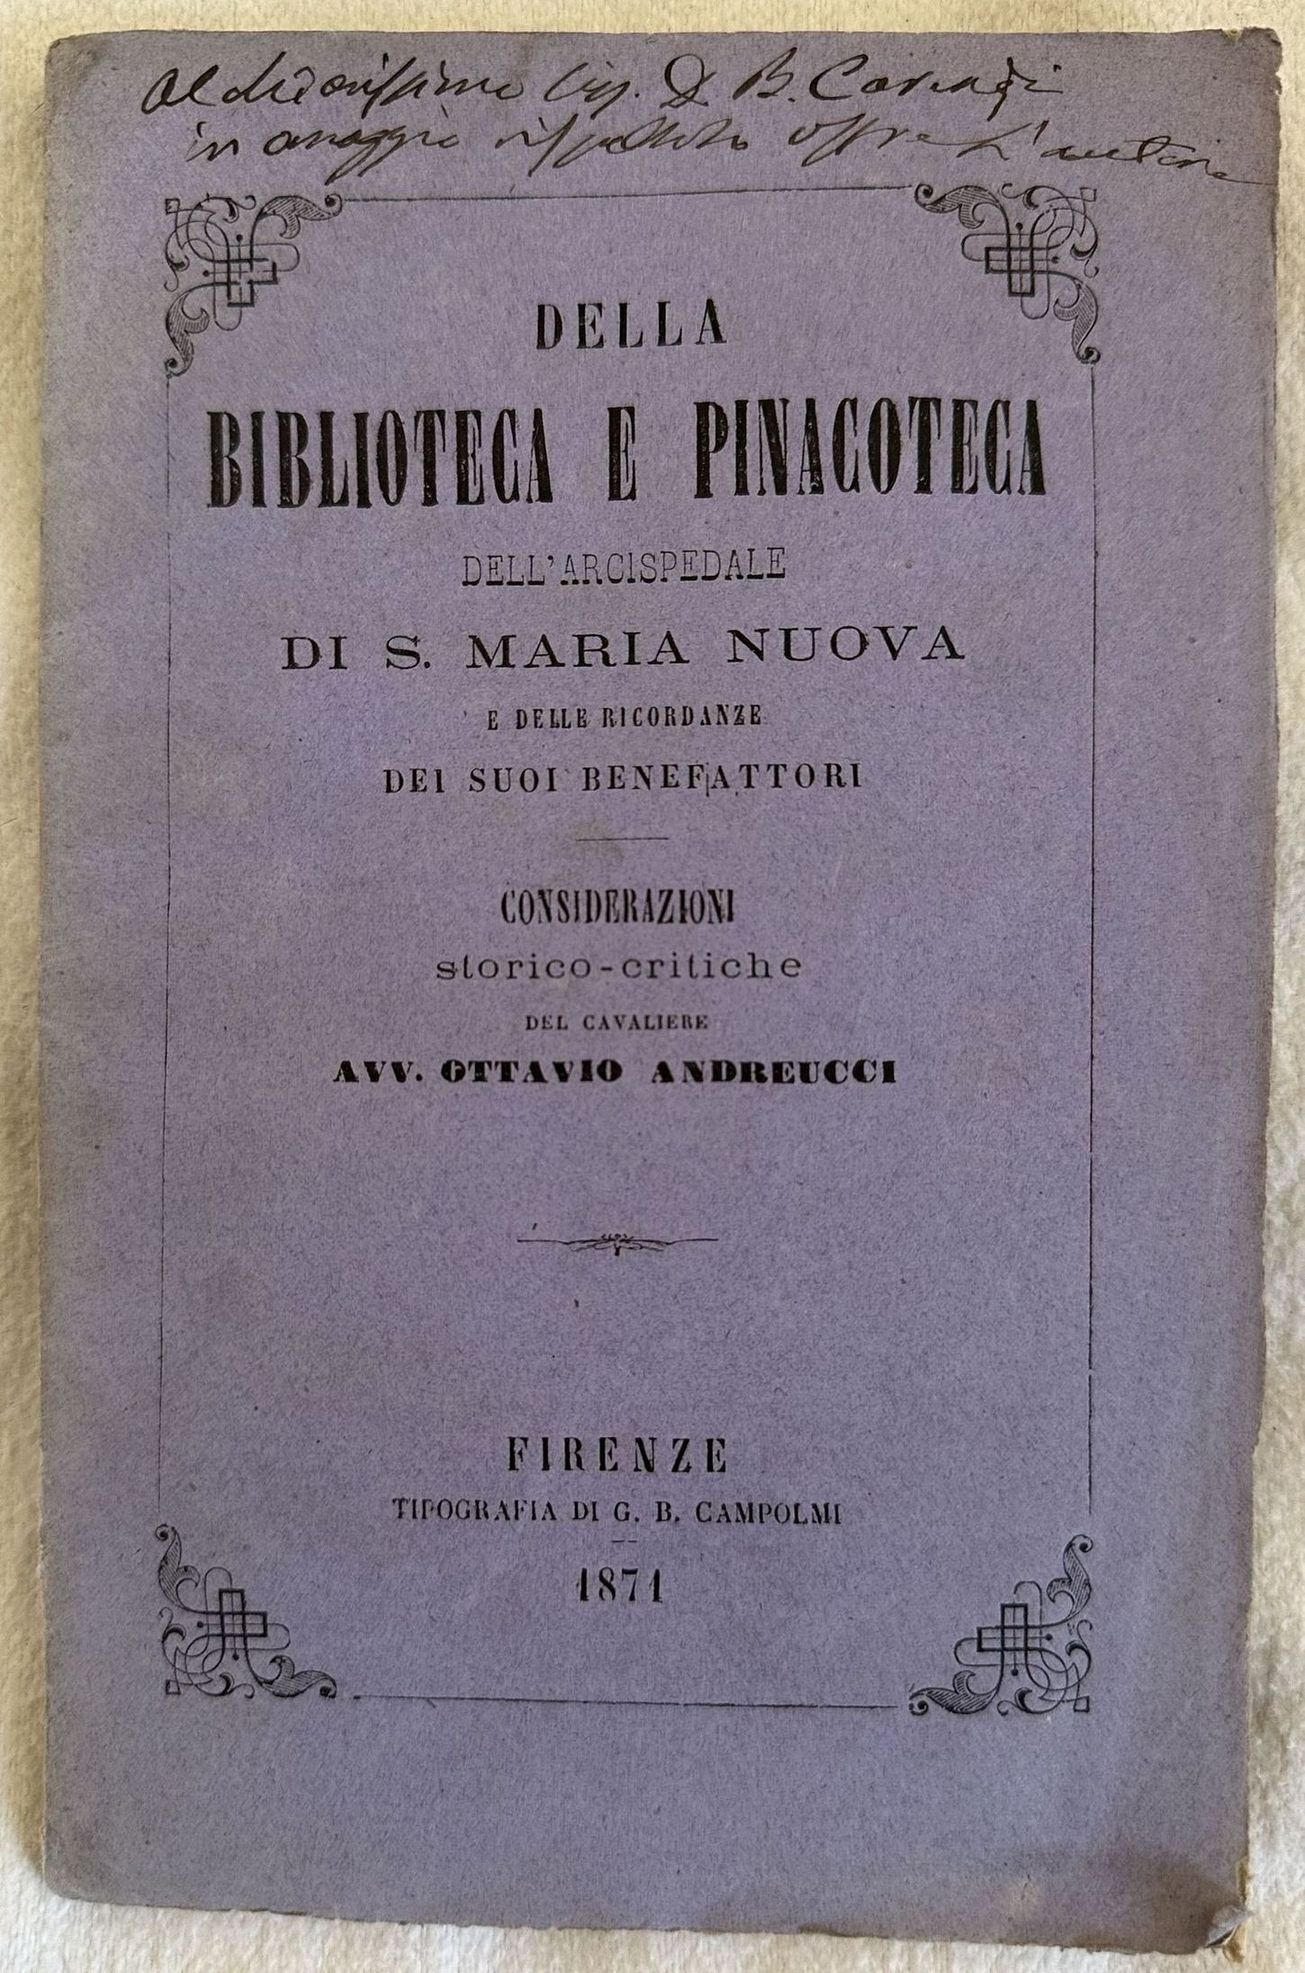 Al chiarissimo Sig. D. B.
in omaggio rispettoso offre L'autore
DELLA
BIBLIOTECA E PINACOTECA
DELL'ARCISPEDALE
DI S. MARIA NUOVA
E DELLE RICORDANZE
DEI SUOI BENEFATTORI
CONSIDERAZIONI
storico-critiche
DEL CAVALIERE
AVV. OTTAVIO ANDREUCCI
FIRENZE
TIPOGRAFIA DI G. B. CAMPOLMI
1871